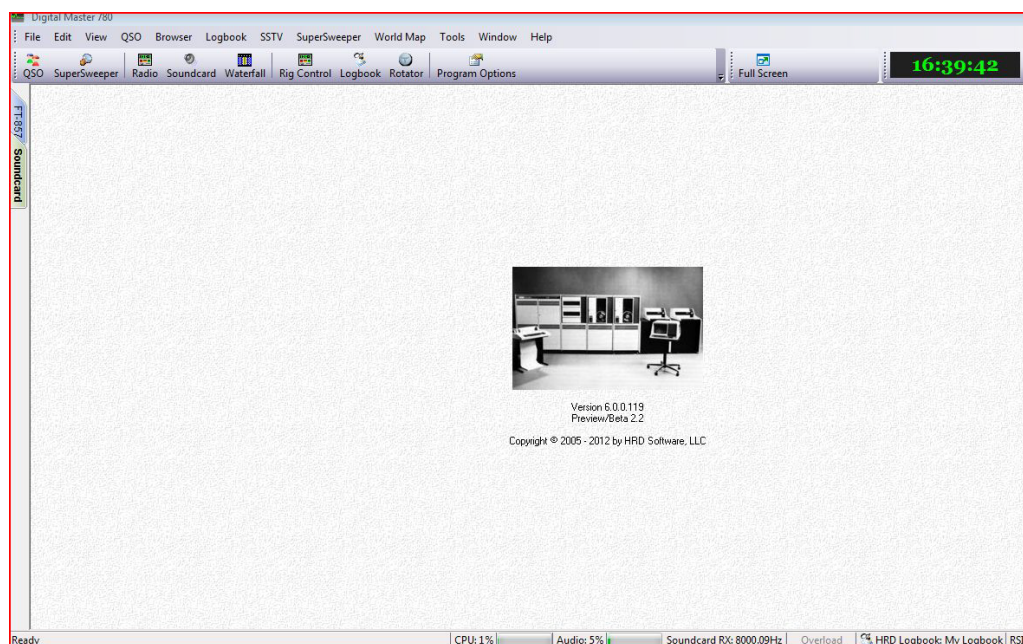 Digital Master 780
File Edit View QSO Browser Logbook SSTV SuperSweeper World Map Tools Window Help
QSO SuperSweeper Radio Soundcard Waterfall Rig Control Logbook Rotator Program Options Full Screen 16:39:42
FT-857
Soundcard
Version 6.0.0.119
Preview/Beta 2.2
Copyright © 2005 - 2012 by HRD Software, LLC
Ready CPU: 1% Audio: 5% Soundcard RX: 8000.09Hz Overload HRD Logbook: My Logbook